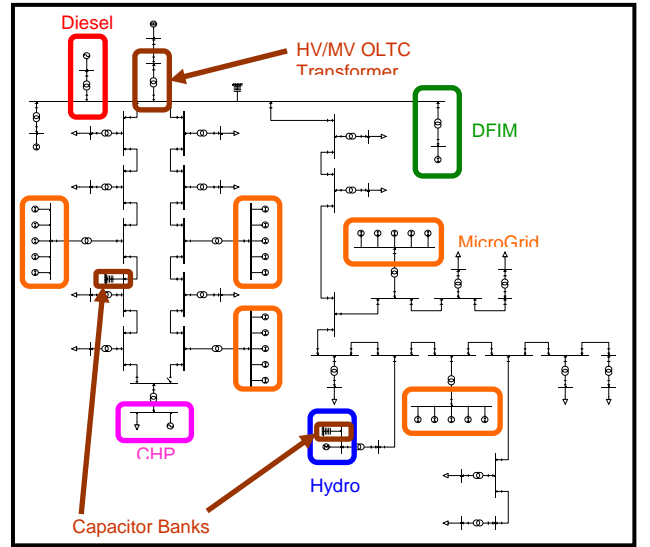 Diesel
HV/MV OLTC
Transformer
DFIM
MicroGrid
CHP
Hydro
Capacitor Banks